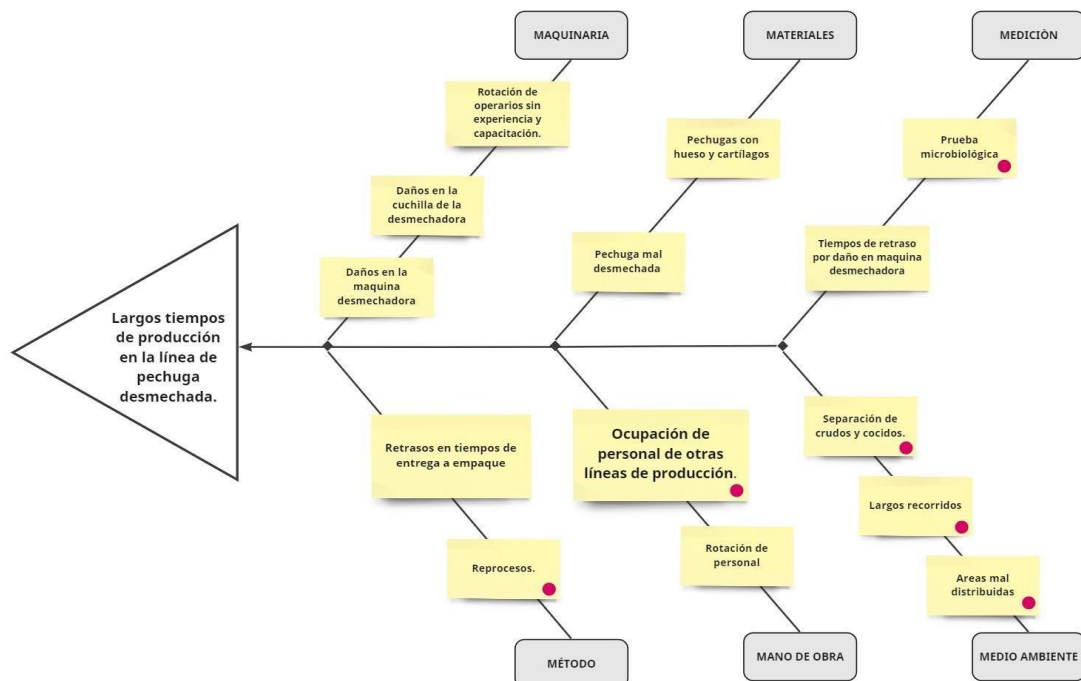 MAQUINARIA
MATERIALES
MEDICIÒN
Rotación de
operarios sin
experiencia y
capacitación.
Pechugas con
hueso y cartílagos
Prueba
microbiológica
Daños en la
cuchilla de la
desmechadora
Pechuga mal
desmechada
Tiempos de retraso
por daño en maquina
desmechadora
Daños en la
maquina
desmechadora
Largos tiempos
de producción
en la línea de
pechuga
desmechada.
Retrasos en tiempos de
entrega a empaque
Ocupación de
personal de otras
líneas de producción.
Separación de
crudos y cocidos.
Largos recorridos
Reprocesos.
Rotación de
personal
Areas mal
distribuidas
MÉTODO
MANO DE OBRA
MEDIO AMBIENTE